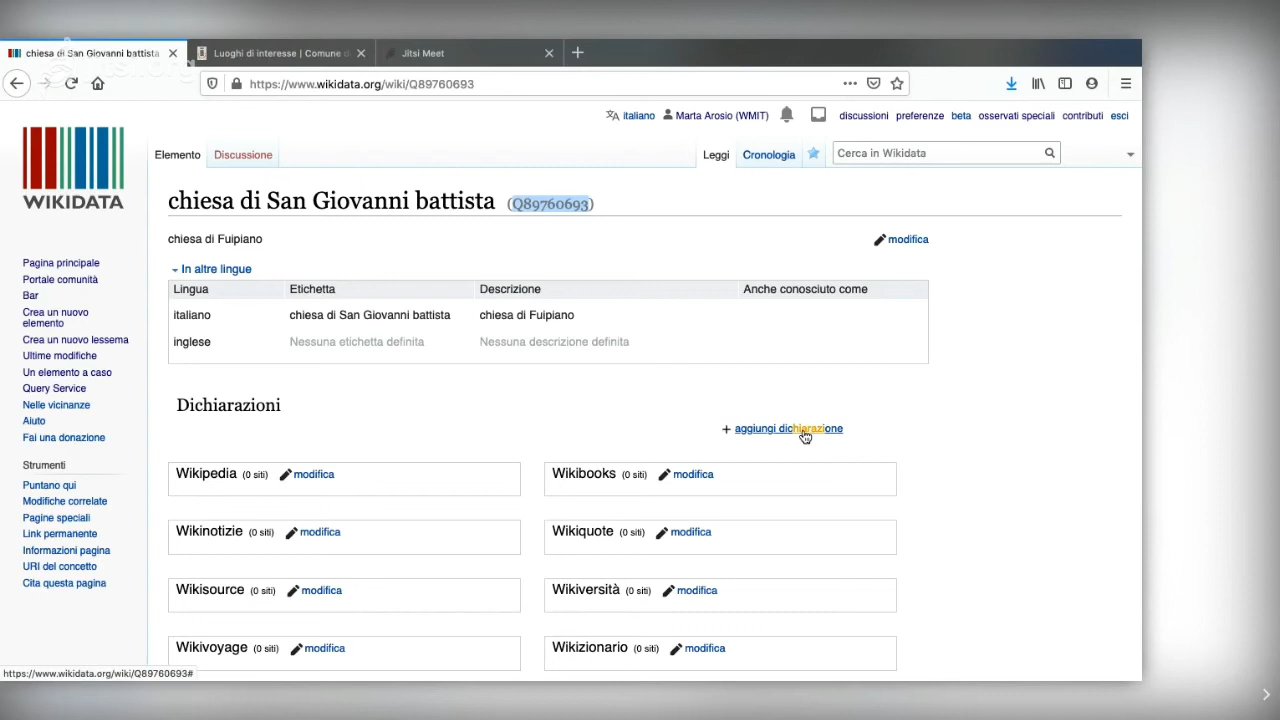 chiesa di San Giovanni battista
Luoghi di interesse | Comune d
Jitsi Meet
https://www.wikidata.org/wiki/Q89760693
italiano
Marta Arosio (WMIT)
discussioni
preferenze
beta
osservati speciali
contributi
esci
WIKIDATA
Elemento
Discussione
Leggi
Cronologia
Cerca in Wikidata
chiesa di San Giovanni battista (Q89760693)
chiesa di Fuipiano
modifica
In altre lingue
Lingua Etichetta Descrizione Anche conosciuto come
italiano chiesa di San Giovanni battista chiesa di Fuipiano
inglese Nessuna etichetta definita Nessuna descrizione definita
Dichiarazioni
+ aggiungi dichiarazione
Wikipedia (0 siti) modifica
Wikibooks (0 siti) modifica
Wikinotizie (0 siti) modifica
Wikiquote (0 siti) modifica
Wikisource (0 siti) modifica
Wikiversità (0 siti) modifica
Wikivoyage (0 siti) modifica
Wikizionario (0 siti) modifica
Pagina principale
Portale comunità
Bar
Crea un nuovo
elemento
Crea un nuovo lessema
Ultime modifiche
Un elemento a caso
Query Service
Nelle vicinanze
Aiuto
Fai una donazione
Strumenti
Puntano qui
Modifiche correlate
Pagine speciali
Link permanente
Informazioni pagina
URI del concetto
Cita questa pagina
https://www.wikidata.org/wiki/Q89760693#